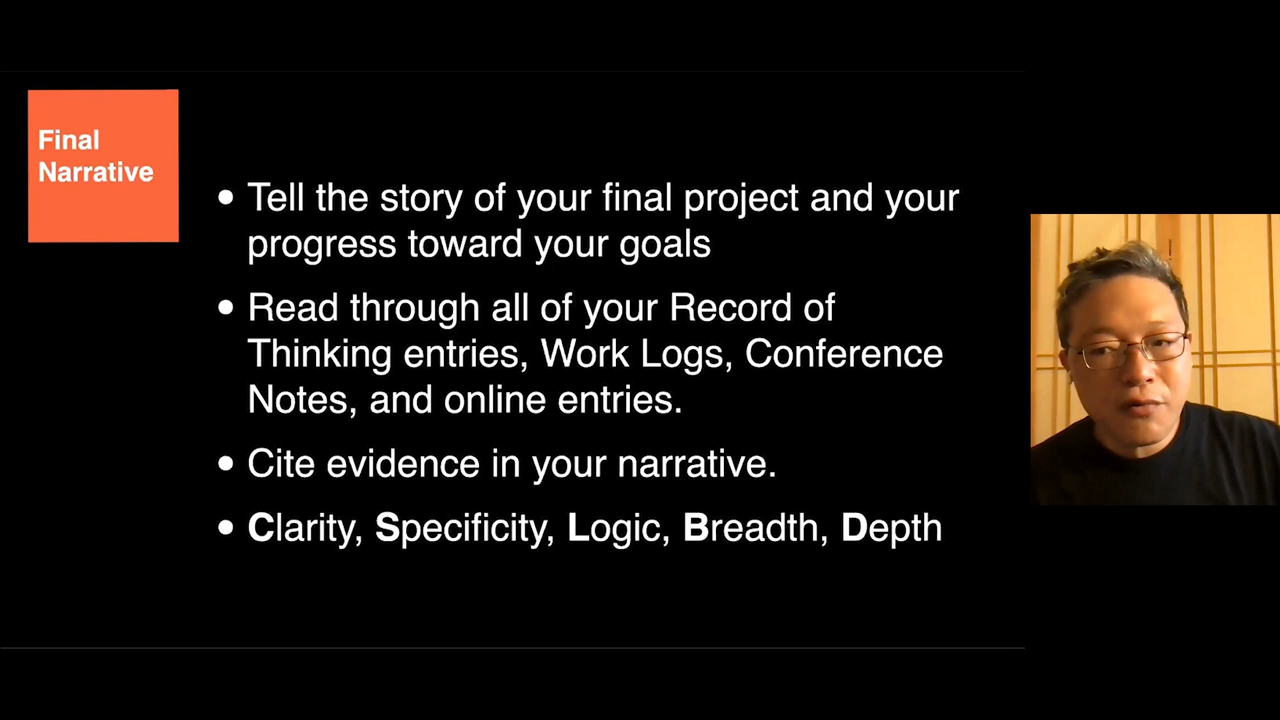 Final
Narrative
• Tell the story of your final project and your
progress toward your goals
• Read through all of your Record of
Thinking entries, Work Logs, Conference
Notes, and online entries.
• Cite evidence in your narrative.
• Clarity, Specificity, Logic, Breadth, Depth